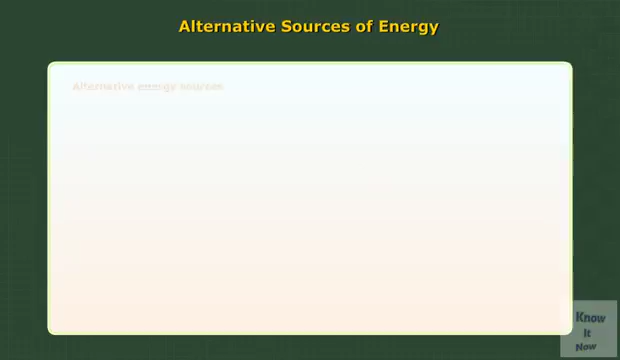 Alternative Sources of Energy
Alternative energy sources
Know
It
Now